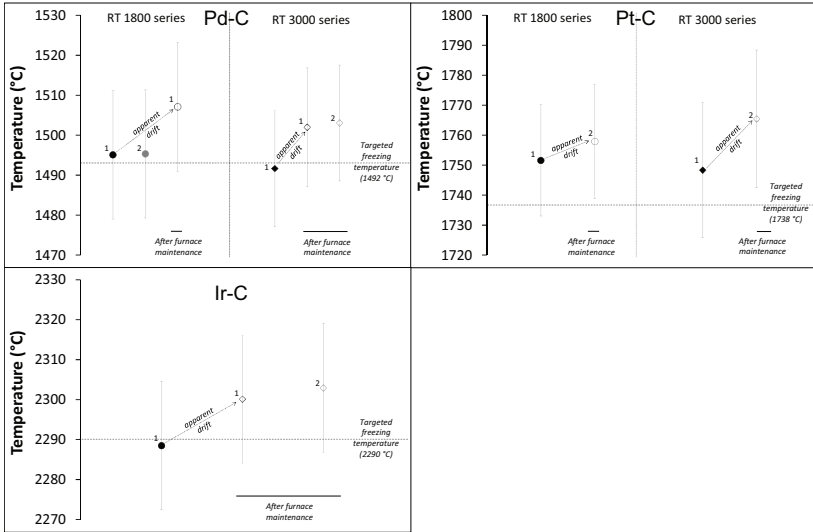 RT 1800 series
Pd-C
RT 3000 series
Temperature (°C)
1530
1520
1510
1500
1490
1480
1470
1
2
1
apparent
drift
1
1
2
apparent
drift
Targeted
freezing
temperature
(1492 °C)
After furnace
maintenance
After furnace
maintenance
RT 1800 series
Pt-C
RT 3000 series
Temperature (°C)
1800
1790
1780
1770
1760
1750
1740
1730
1720
1
2
apparent
drift
1
2
apparent
drift
Targeted
freezing
temperature
(1738 °C)
After furnace
maintenance
After furnace
maintenance
Ir-C
Temperature (°C)
2330
2320
2310
2300
2290
2280
2270
1
1
2
apparent
drift
Targeted
freezing
temperature
(2290 °C)
After furnace
maintenance